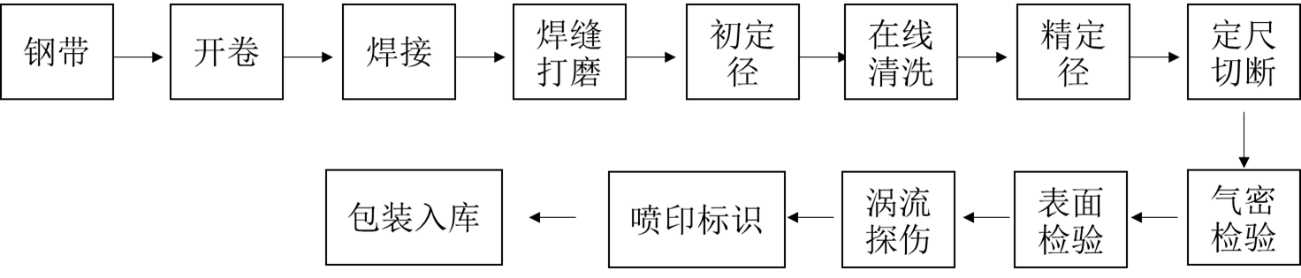 钢带
开卷
焊接
焊缝
打磨
初定
径
在线
清洗
精定
径
定尺
切断
气密
检验
表面
检验
涡流
探伤
喷印标识
包装入库